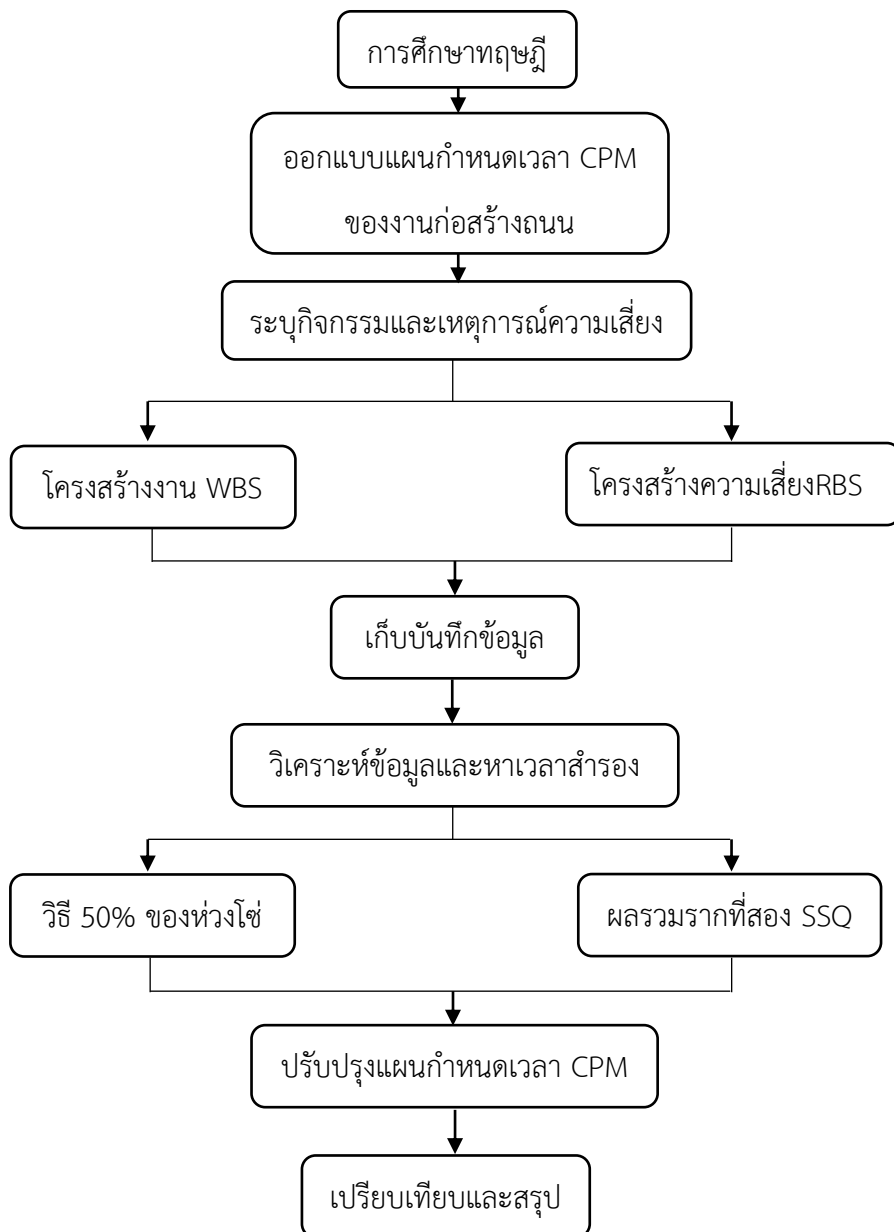 การศึกษาทฤษฎี
ออกแบบแผนกำหนดเวลา CPM
ของงานก่อสร้างถนน
ระบุกิจกรรมและเหตุการณ์ความเสี่ยง
โครงสร้างงาน WBS
โครงสร้างความเสี่ยงRBS
เก็บบันทึกข้อมูล
วิเคราะห์ข้อมูลและหาเวลาสำรอง
วิธี 50% ของห่วงโซ่
ผลรวมรากที่สอง SSQ
ปรับปรุงแผนกำหนดเวลา CPM
เปรียบเทียบและสรุป